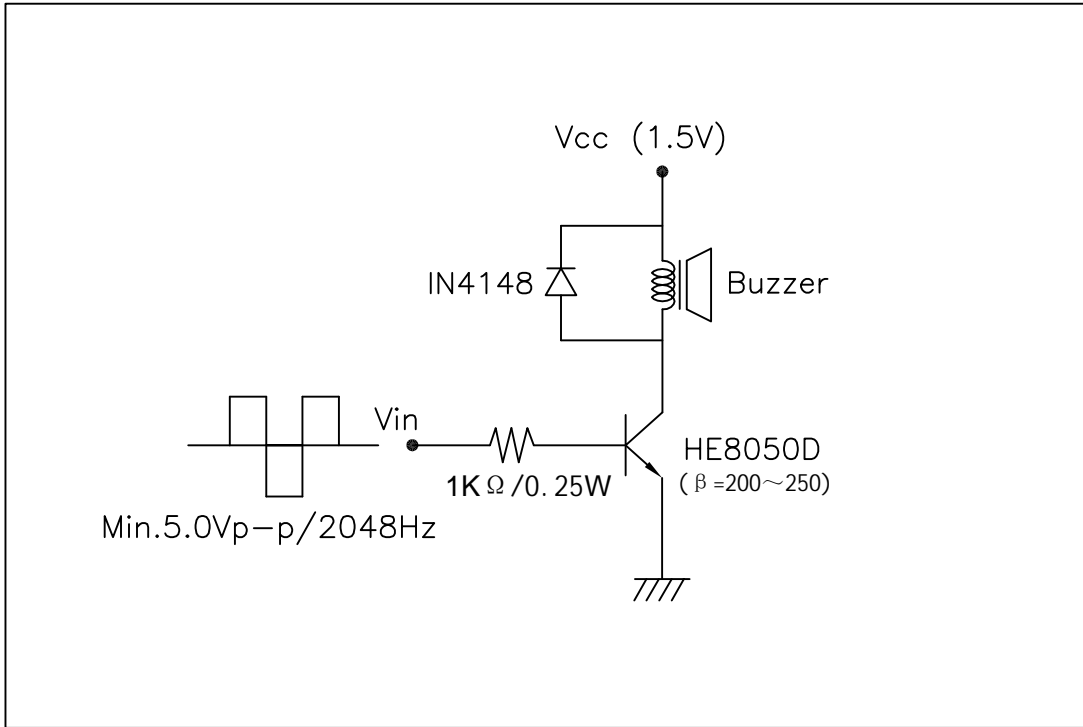 Vcc (1.5V)
IN4148
Buzzer
Vin
HE8050D
(β=200～250)
1KΩ/0.25W
Min.5.0Vp-p/2048Hz